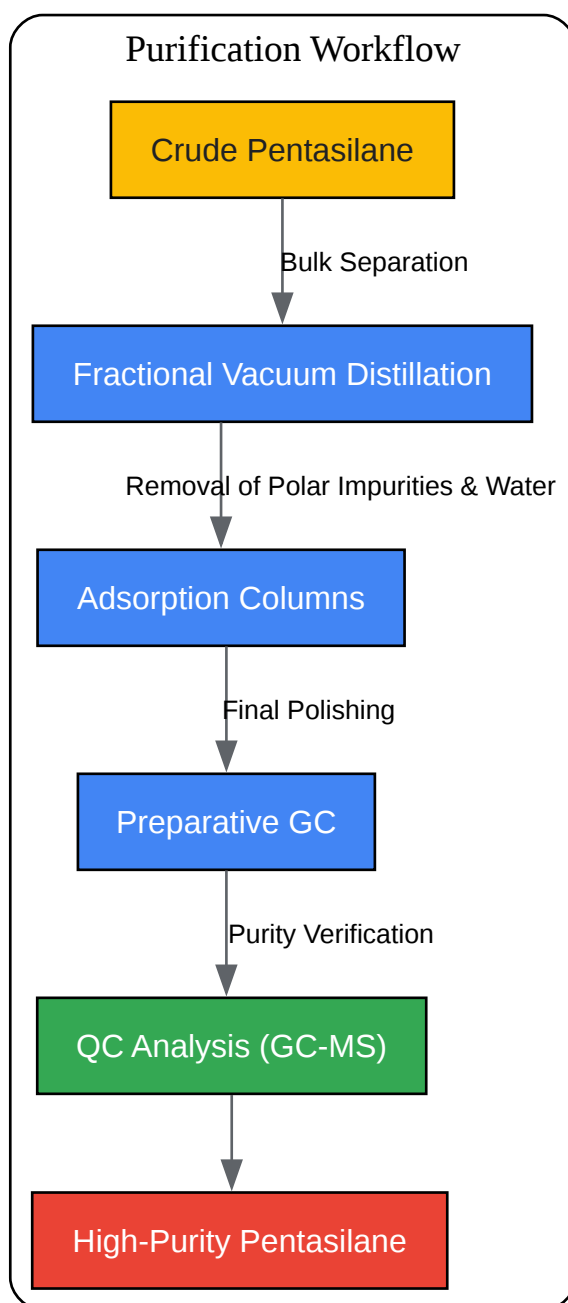 Purification Workflow
Crude Pentasilane
Bulk Separation
Fractional Vacuum Distillation
Removal of Polar Impurities & Water
Adsorption Columns
Final Polishing
Preparative GC
Purity Verification
QC Analysis (GC-MS)
High-Purity Pentasilane